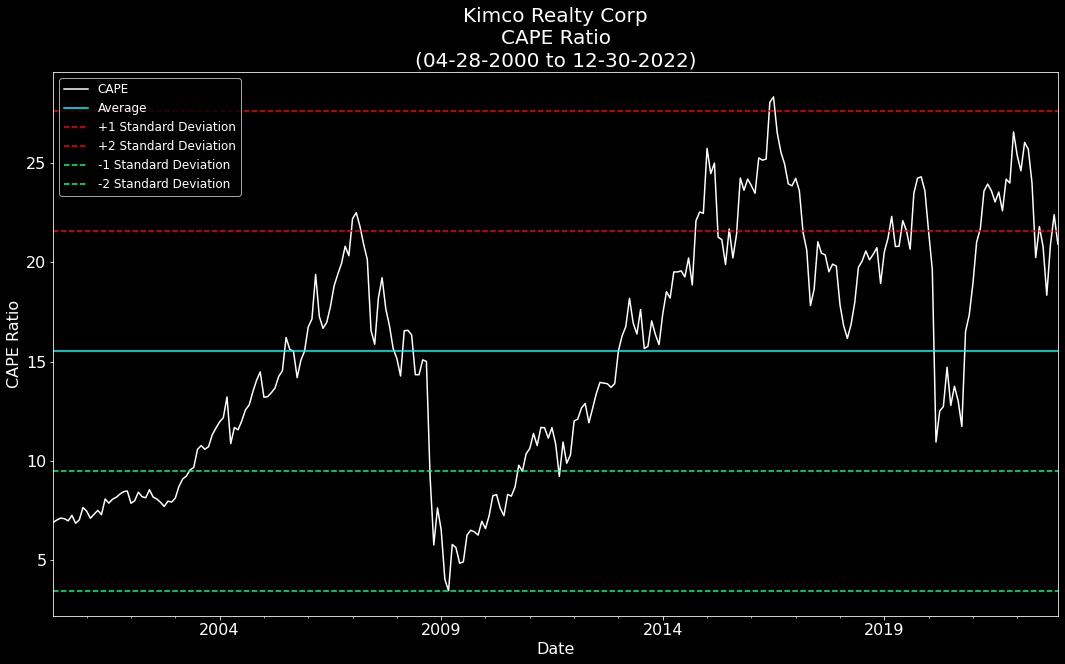 Kimco Realty Corp
CAPE Ratio
(04-28-2000 to 12-30-2022)
CAPE
Average
+1 Standard Deviation
+2 Standard Deviation
-1 Standard Deviation
-2 Standard Deviation
CAPE Ratio
25
20
15
10
5
2004
2009
2014
2019
Date